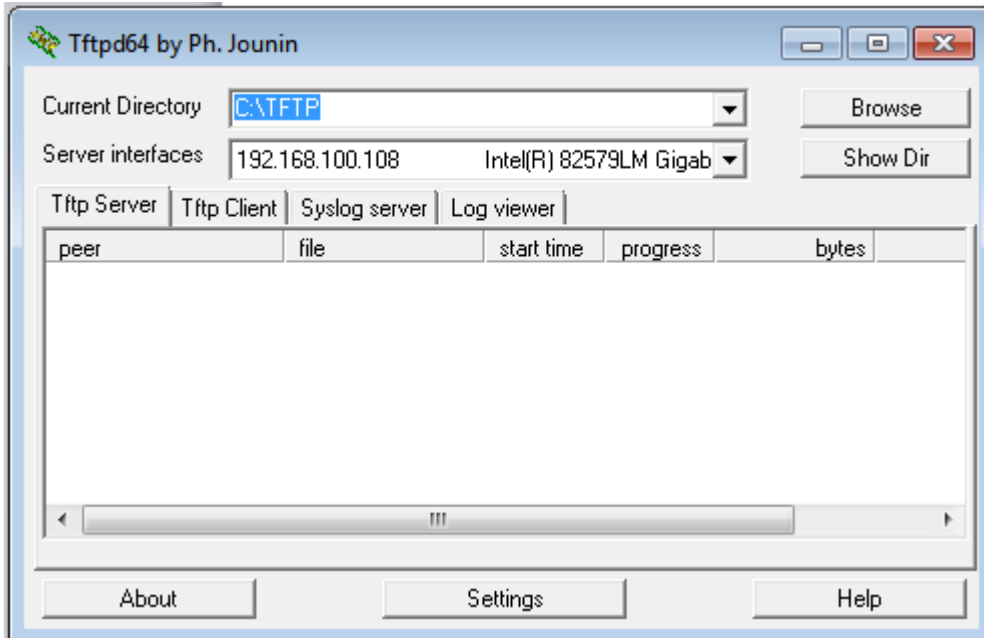 Tftpd64 by Ph. Jounin
Current Directory C:\TFTP Browse
Server interfaces 192.168.100.108 Intel(R) 82579LM Gigab Show Dir
Tftp Server Tftp Client Syslog server Log viewer
peer file start time progress bytes
About Settings Help